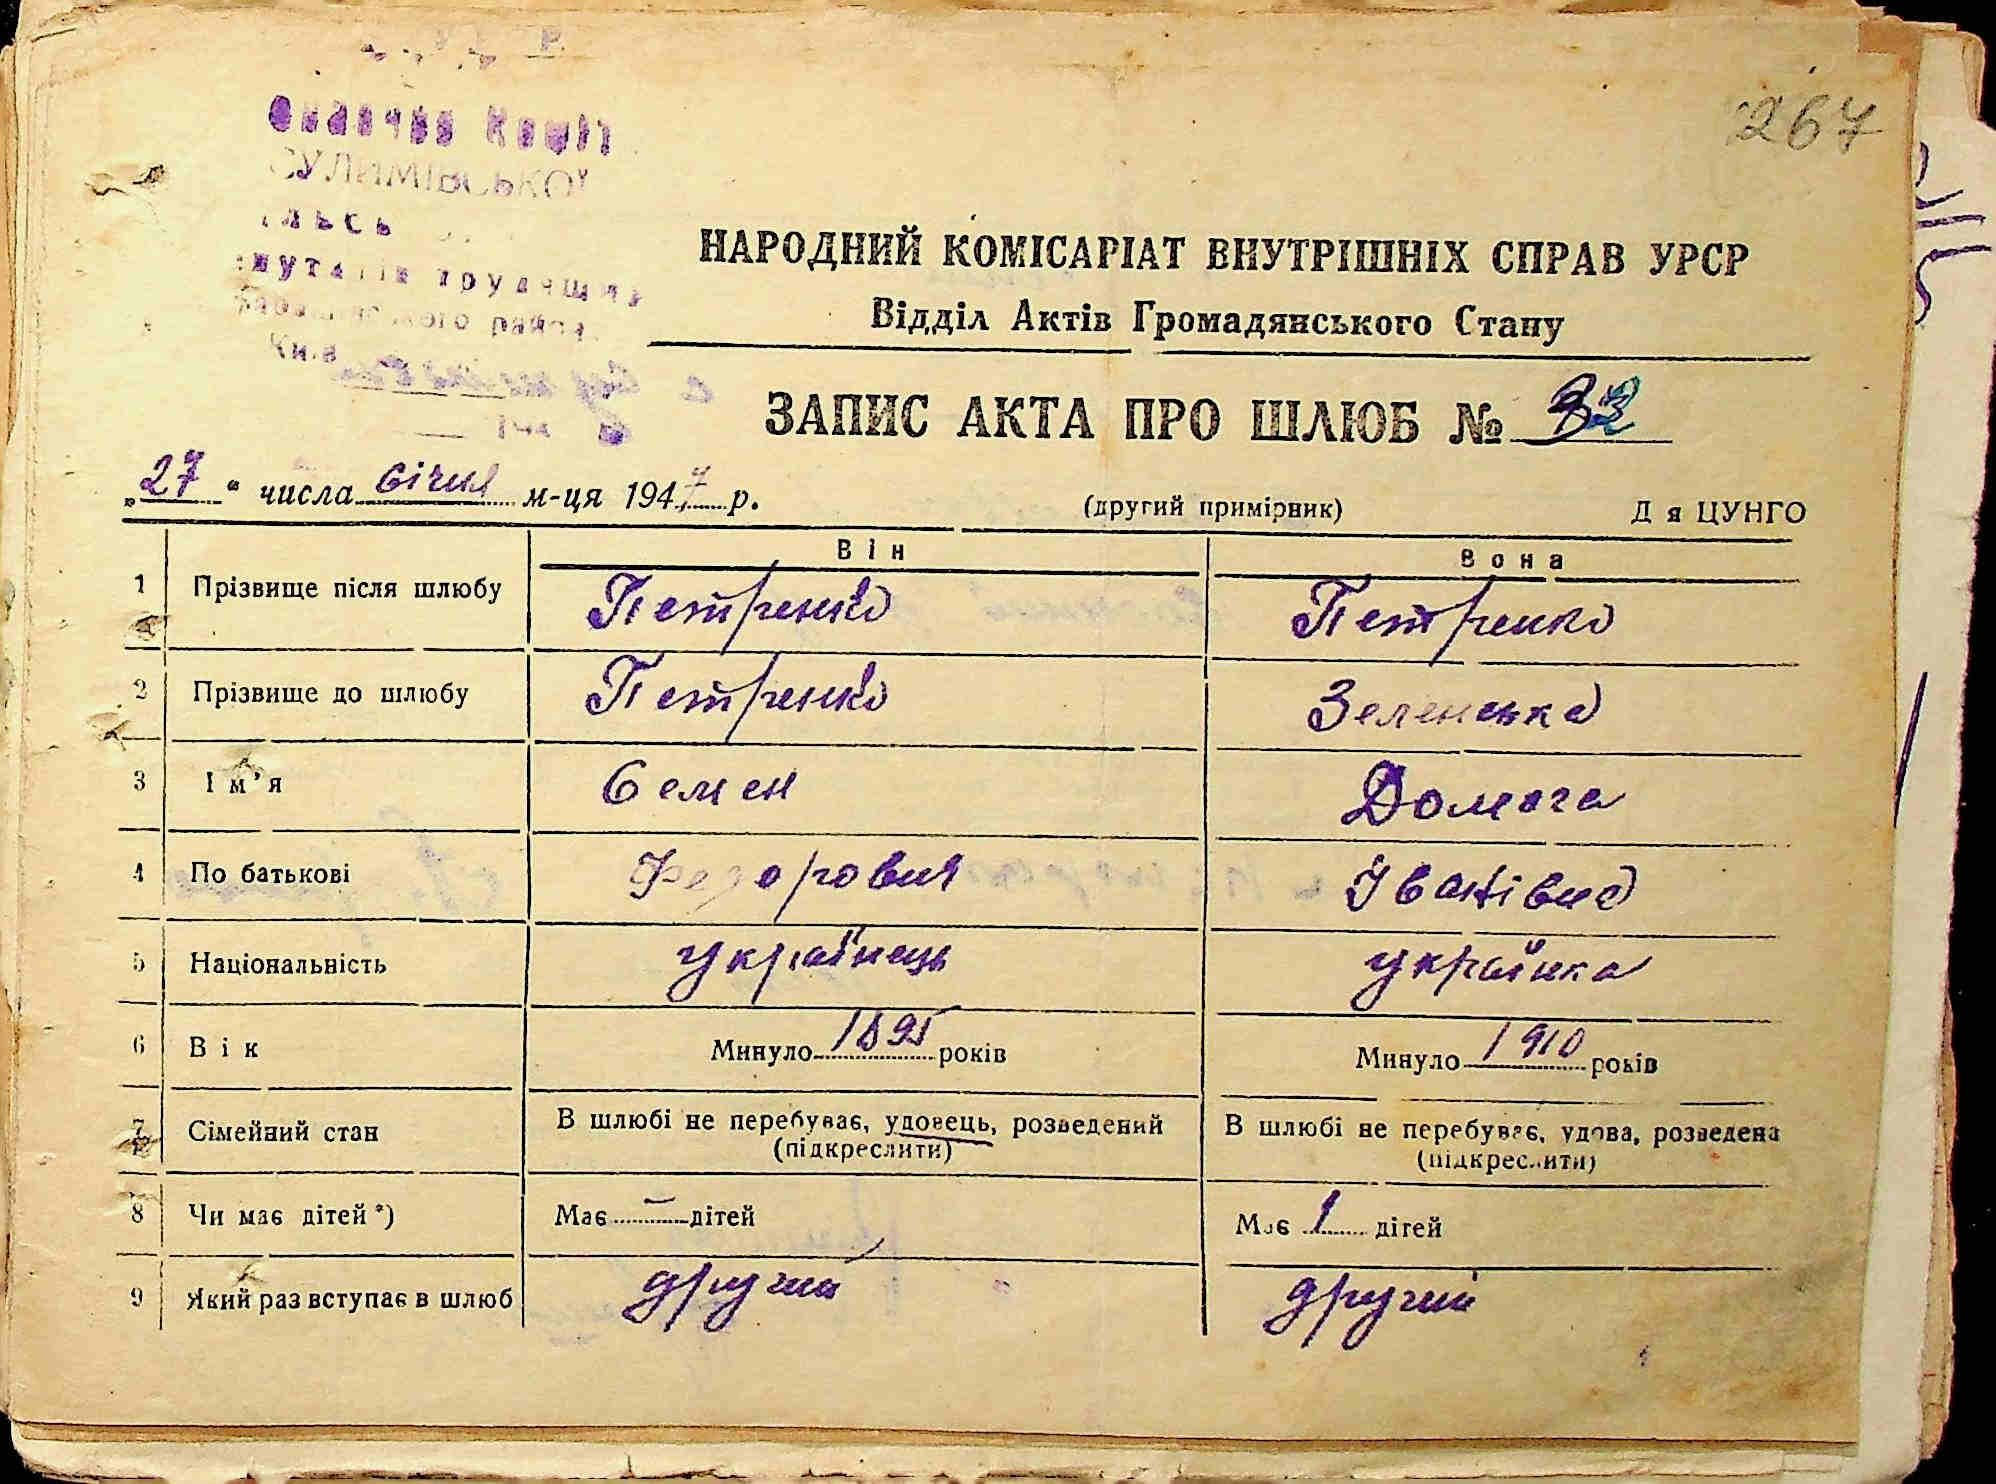 267
СУЛИМІВСЬКОЇ
НАРОДНИЙ КОМІСАРІАТ ВНУТРІШНІХ СПРАВ УРСР
Відділ Актів Громадянського Стану
ЗАПИС АКТА ПРО ШЛЮБ №
„27“ числа січня м-ця 1947 р. (другий примірник) Д я ЦУНГО
Він Вона
1 Прізвище після шлюбу Петренко Петренко
2 Прізвище до шлюбу Петренко Зеленська
3 Ім'я Семен Домага
4 По батькові Федорович Іванівна
5 Національність українець українка
6 Вік Минуло 1895 років Минуло 1910 років
7 Сімейний стан В шлюбі не перебуває, удовець, розведений В шлюбі не перебуває, удова, розведена
(підкреслити) (підкреслити)
8 Чи має дітей*) Має — дітей Має 1 дітей
9 Який раз вступає в шлюб другий другий